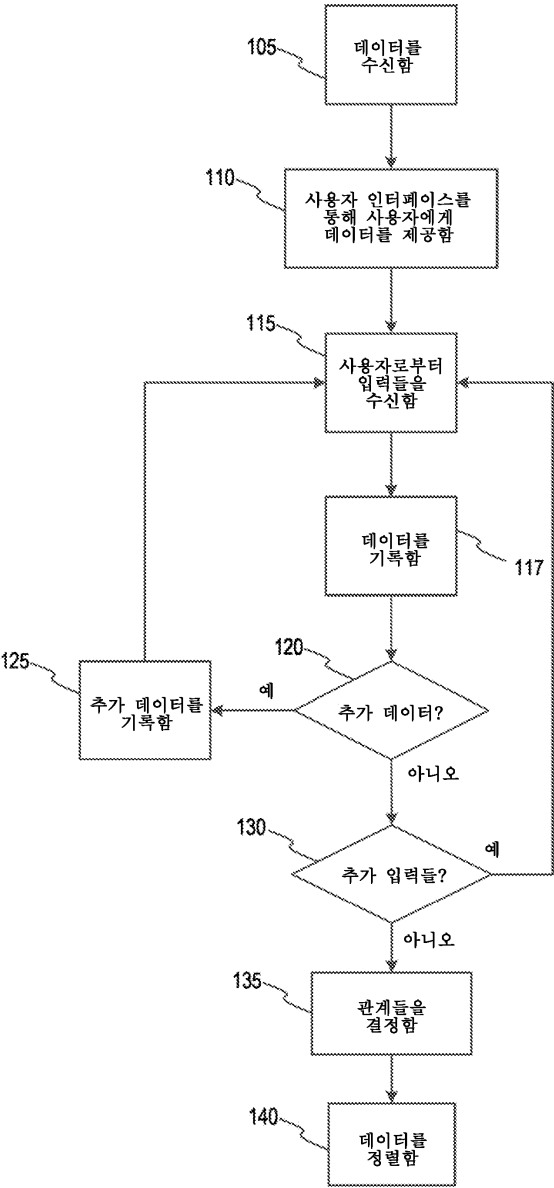 105
데이터를
수신함
110
사용자 인터페이스를
통해 사용자에게
데이터를 제공함
115
사용자로부터
입력들을
수신함
데이터를
기록함
117
120
추가 데이터?
예
125
추가 데이터를
기록함
아니오
130
추가 입력들?
예
아니오
135
관계들을
결정함
140
데이터를
정렬함